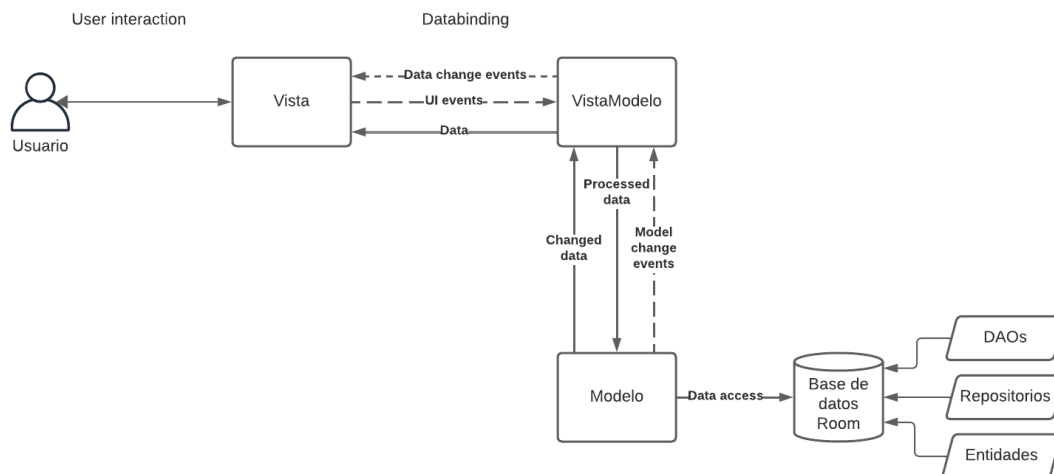 User interaction
Databinding
Usuario
Vista
Data change events
UI events
Data
VistaModelo
Processed
data
Changed
data
Model
change
events
Modelo
Data access
Base de
datos
Room
DAOs
Repositorios
Entidades